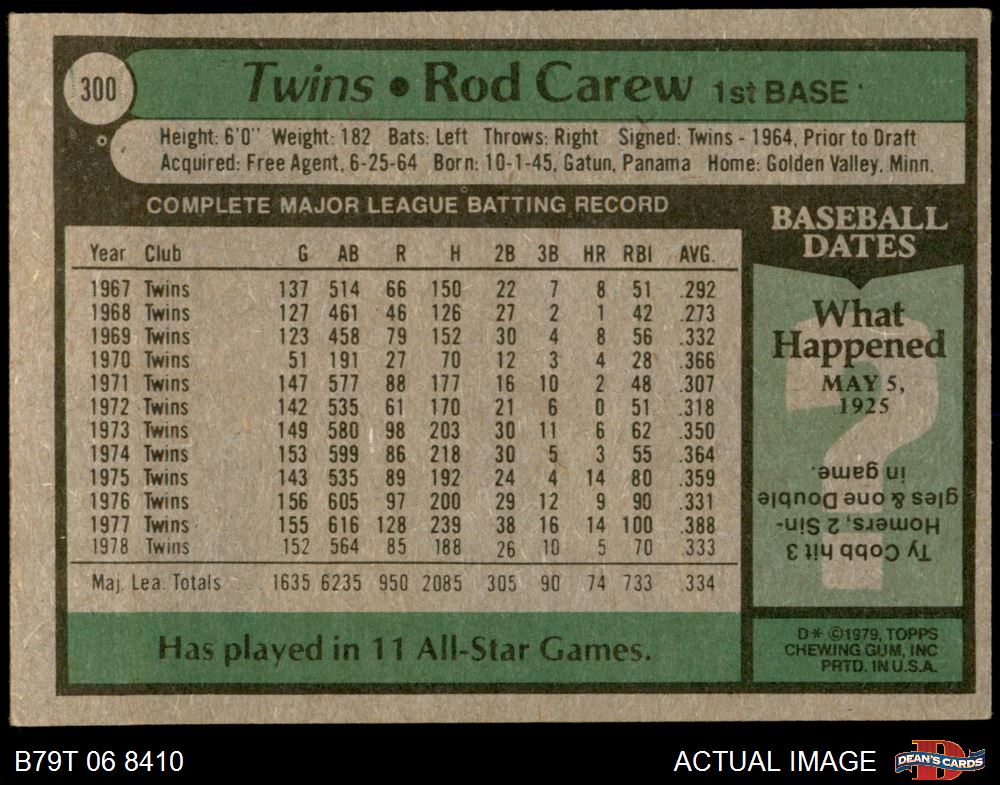 300
Twins • Rod Carew 1st BASE
Height: 6'0" Weight: 182 Bats: Left Throws: Right Signed: Twins - 1964, Prior to Draft
Acquired: Free Agent, 6-25-64 Born: 10-1-45, Gatun, Panama Home: Golden Valley, Minn.
COMPLETE MAJOR LEAGUE BATTING RECORD
Year Club G AB R H 2B 3B HR RBI AVG.
1967 Twins 137 514 66 150 22 7 8 51 .292
1968 Twins 127 461 46 126 27 2 1 42 .273
1969 Twins 123 458 79 152 30 4 8 56 .332
1970 Twins 51 191 27 70 12 3 4 28 .366
1971 Twins 147 577 88 177 16 10 2 48 .307
1972 Twins 142 535 61 170 21 6 0 51 .318
1973 Twins 149 580 98 203 30 11 6 62 .350
1974 Twins 153 599 86 218 30 5 3 55 .364
1975 Twins 143 535 89 192 24 4 14 80 .359
1976 Twins 156 605 97 200 29 12 9 90 .331
1977 Twins 155 616 128 239 38 16 14 100 .388
1978 Twins 152 564 85 188 26 10 5 70 .333
Maj. Lea. Totals 1635 6235 950 2085 305 90 74 733 .334
Has played in 11 All-Star Games.
BASEBALL
DATES
What
Happened
MAY 5,
1925
?
Ty Cobb hit 3
Homers, 2 Sin-
gles & one Double
in game.
D* ©1979, TOPPS
CHEWING GUM, INC
PRTD. IN U.S.A.
B79T 06 8410
ACTUAL IMAGE
D
DEAN'S CARDS